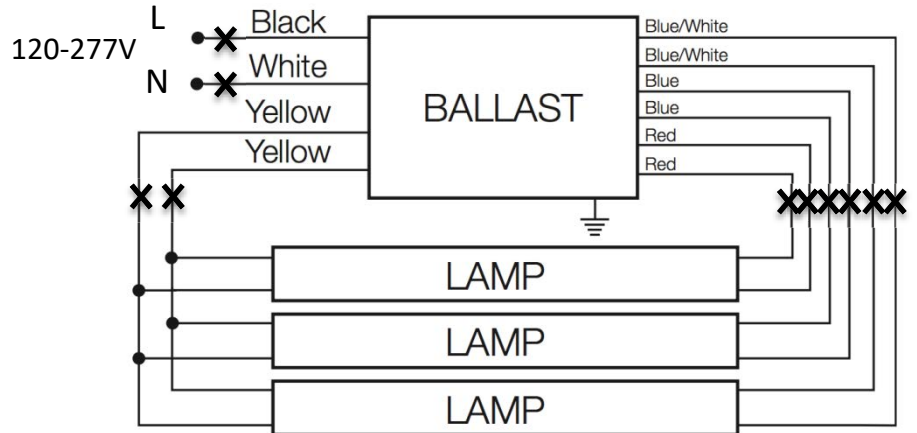 L
120-277V
N
Black
White
Yellow
Yellow
BALLAST
Blue/White
Blue/White
Blue
Blue
Red
Red
LAMP
LAMP
LAMP